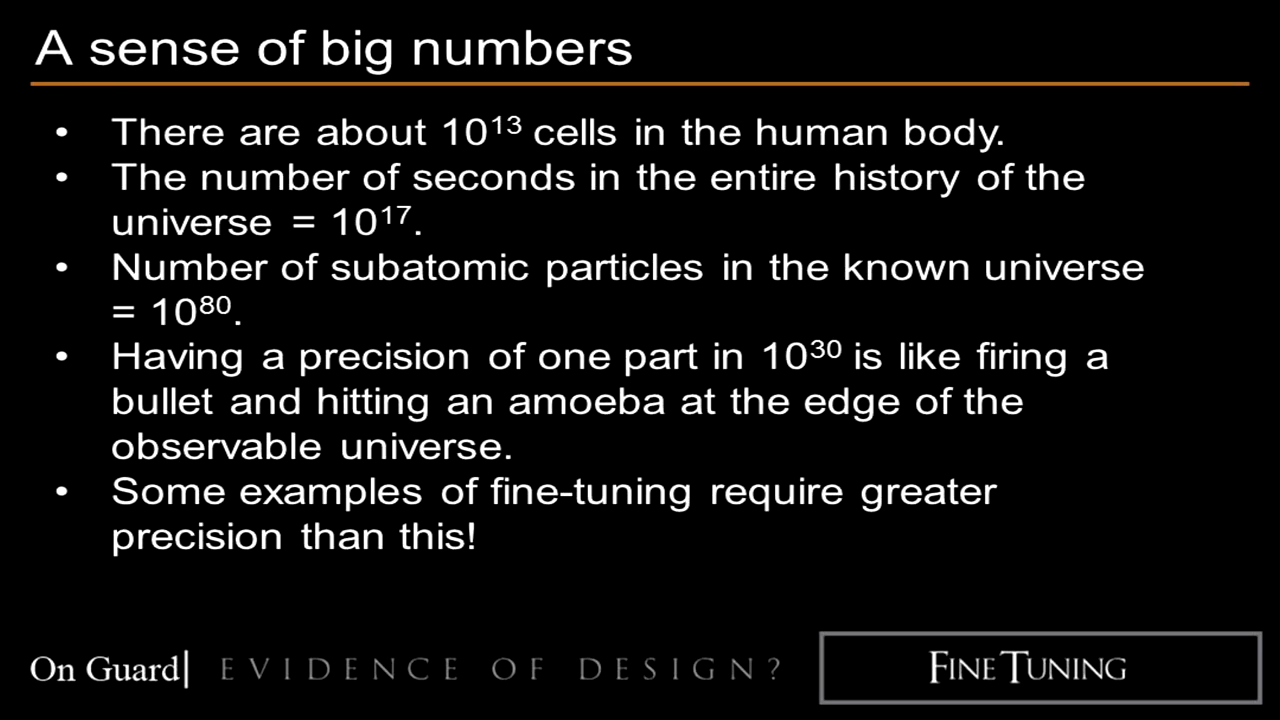 A sense of big numbers
• There are about 10¹³ cells in the human body.
• The number of seconds in the entire history of the
universe = 10¹⁷.
• Number of subatomic particles in the known universe
= 10⁸⁰.
• Having a precision of one part in 10³⁰ is like firing a
bullet and hitting an amoeba at the edge of the
observable universe.
• Some examples of fine-tuning require greater
precision than this!
On Guard| EVIDENCE OF DESIGN? FINE TUNING